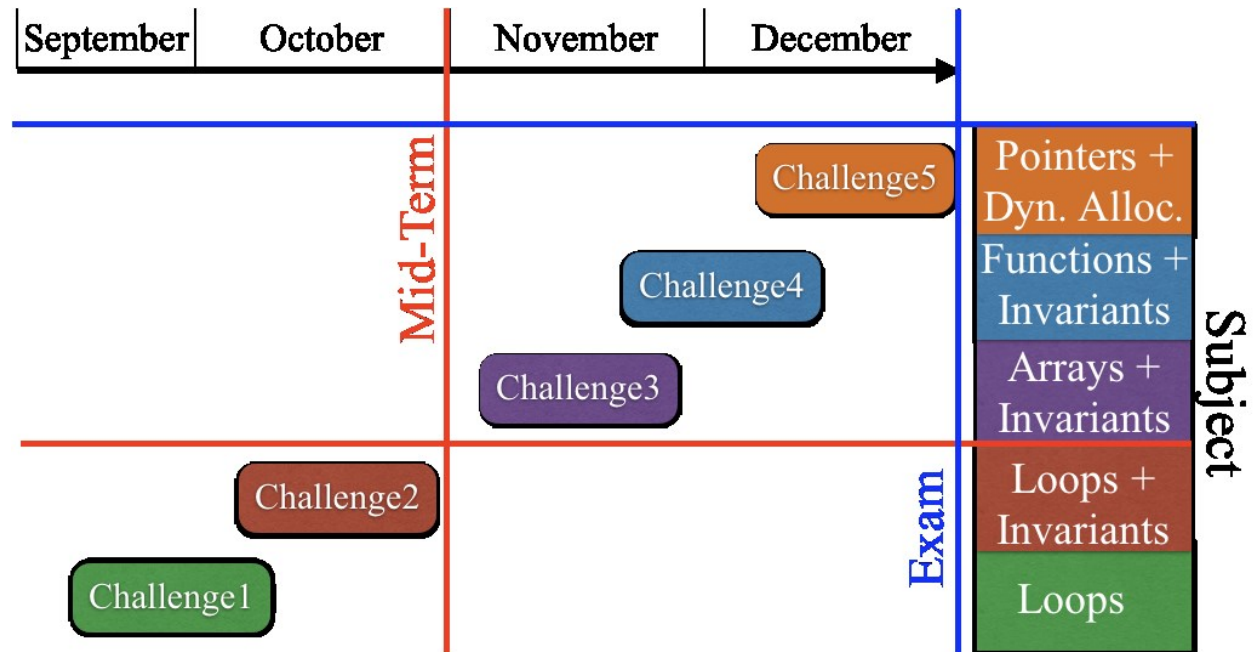 September
October
November
December
Mid-Term
Challenge5
Pointers +
Dyn. Alloc.
Challenge4
Functions +
Invariants
Challenge3
Arrays +
Invariants
Subject
Challenge2
Loops +
Invariants
Exam
Challenge1
Loops